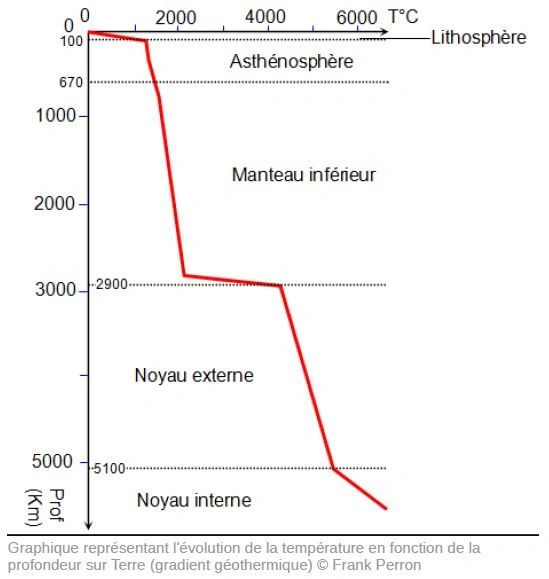 0 2000 4000 6000 T°C
0
100
Lithosphère
Asthénosphère
670
1000
Manteau inférieur
2000
2900
3000
Noyau externe
5000
5100
Noyau interne
Prof
(Km)
Graphique représentant l'évolution de la température en fonction de la
profondeur sur Terre (gradient géothermique) © Frank Perron